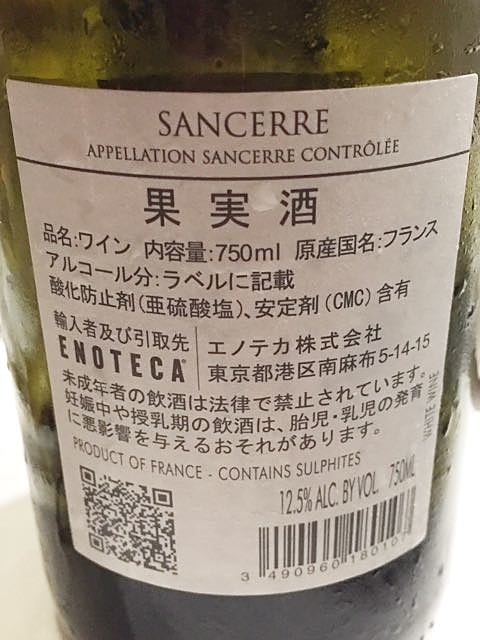 SANCERRE
APPELLATION SANCERRE CONTRÔLÉE
果実酒
品名:ワイン 内容量:750ml 原産国名:フランス
アルコール分:ラベルに記載
酸化防止剤(亜硫酸塩)、安定剤(CMC)含有
輸入者及び引取先
ENOTECA®
エノテカ株式会社
東京都港区南麻布5-14-15
未成年者の飲酒は法律で禁止されています。
妊娠中や授乳期の飲酒は、胎児・乳児の発育
に悪影響を与えるおそれがあります。
WHITE WINE
PRODUCT OF FRANCE - CONTAINS SULPHITES
12.5% ALC. BY VOL. 750ML
3 490960 18010